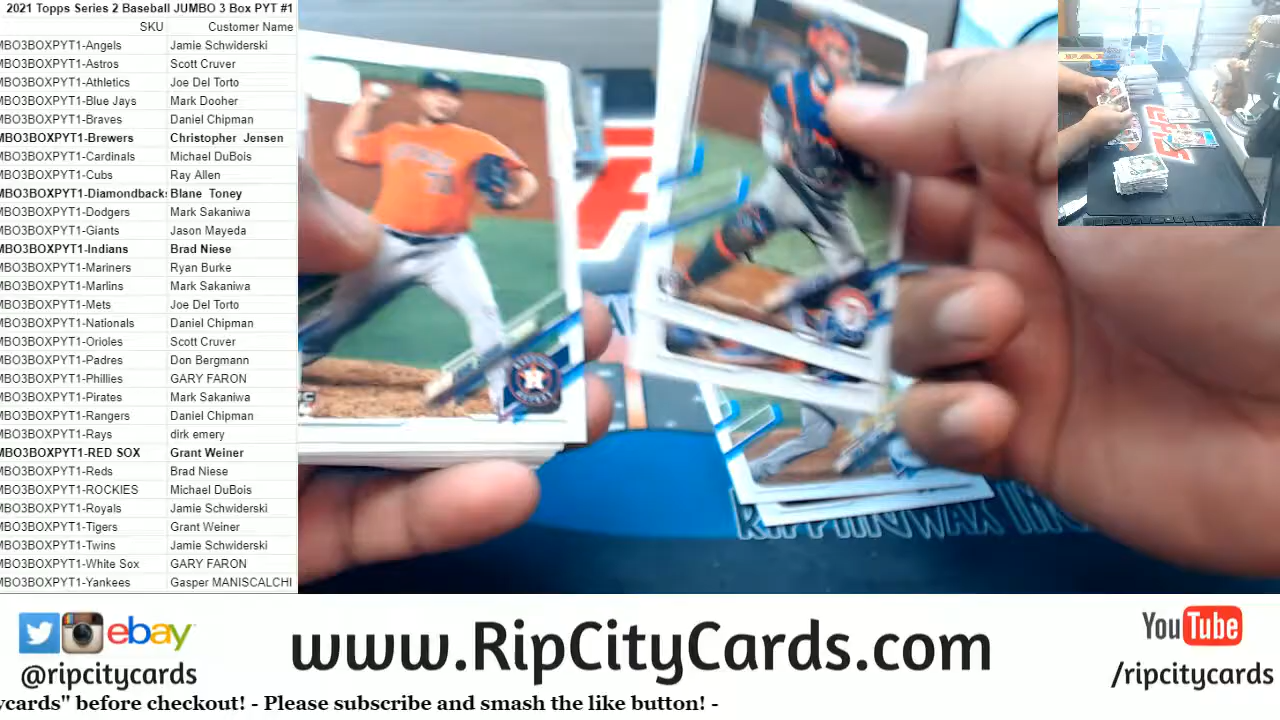 2021 Topps Series 2 Baseball JUMBO 3 Box PYT #1
SKU Customer Name
MBO3BOXPYT1-Angels Jamie Schwiderski
MBO3BOXPYT1-Astros Scott Cruver
MBO3BOXPYT1-Athletics Joe Del Torto
MBO3BOXPYT1-Blue Jays Mark Dooher
MBO3BOXPYT1-Braves Daniel Chipman
MBO3BOXPYT1-Brewers Christopher Jensen
MBO3BOXPYT1-Cardinals Michael DuBois
MBO3BOXPYT1-Cubs Ray Allen
MBO3BOXPYT1-Diamondbacks Blane Toney
MBO3BOXPYT1-Dodgers Mark Sakaniwa
MBO3BOXPYT1-Giants Jason Mayeda
MBO3BOXPYT1-Indians Brad Niese
MBO3BOXPYT1-Mariners Ryan Burke
MBO3BOXPYT1-Marlins Mark Sakaniwa
MBO3BOXPYT1-Mets Joe Del Torto
MBO3BOXPYT1-Nationals Daniel Chipman
MBO3BOXPYT1-Orioles Scott Cruver
MBO3BOXPYT1-Padres Don Bergmann
MBO3BOXPYT1-Phillies GARY FARON
MBO3BOXPYT1-Pirates Mark Sakaniwa
MBO3BOXPYT1-Rangers Daniel Chipman
MBO3BOXPYT1-Rays dirk emery
MBO3BOXPYT1-RED SOX Grant Weiner
MBO3BOXPYT1-Reds Brad Niese
MBO3BOXPYT1-ROCKIES Michael DuBois
MBO3BOXPYT1-Royals Jamie Schwiderski
MBO3BOXPYT1-Tigers Grant Weiner
MBO3BOXPYT1-Twins Jamie Schwiderski
MBO3BOXPYT1-White Sox GARY FARON
MBO3BOXPYT1-Yankees Gasper MANISCALCHI
RIPPIN WAX
ebay
@ripcitycards
www.RipCityCards.com
YouTube
/ripcitycards
ycards" before checkout! - Please subscribe and smash the like button! -